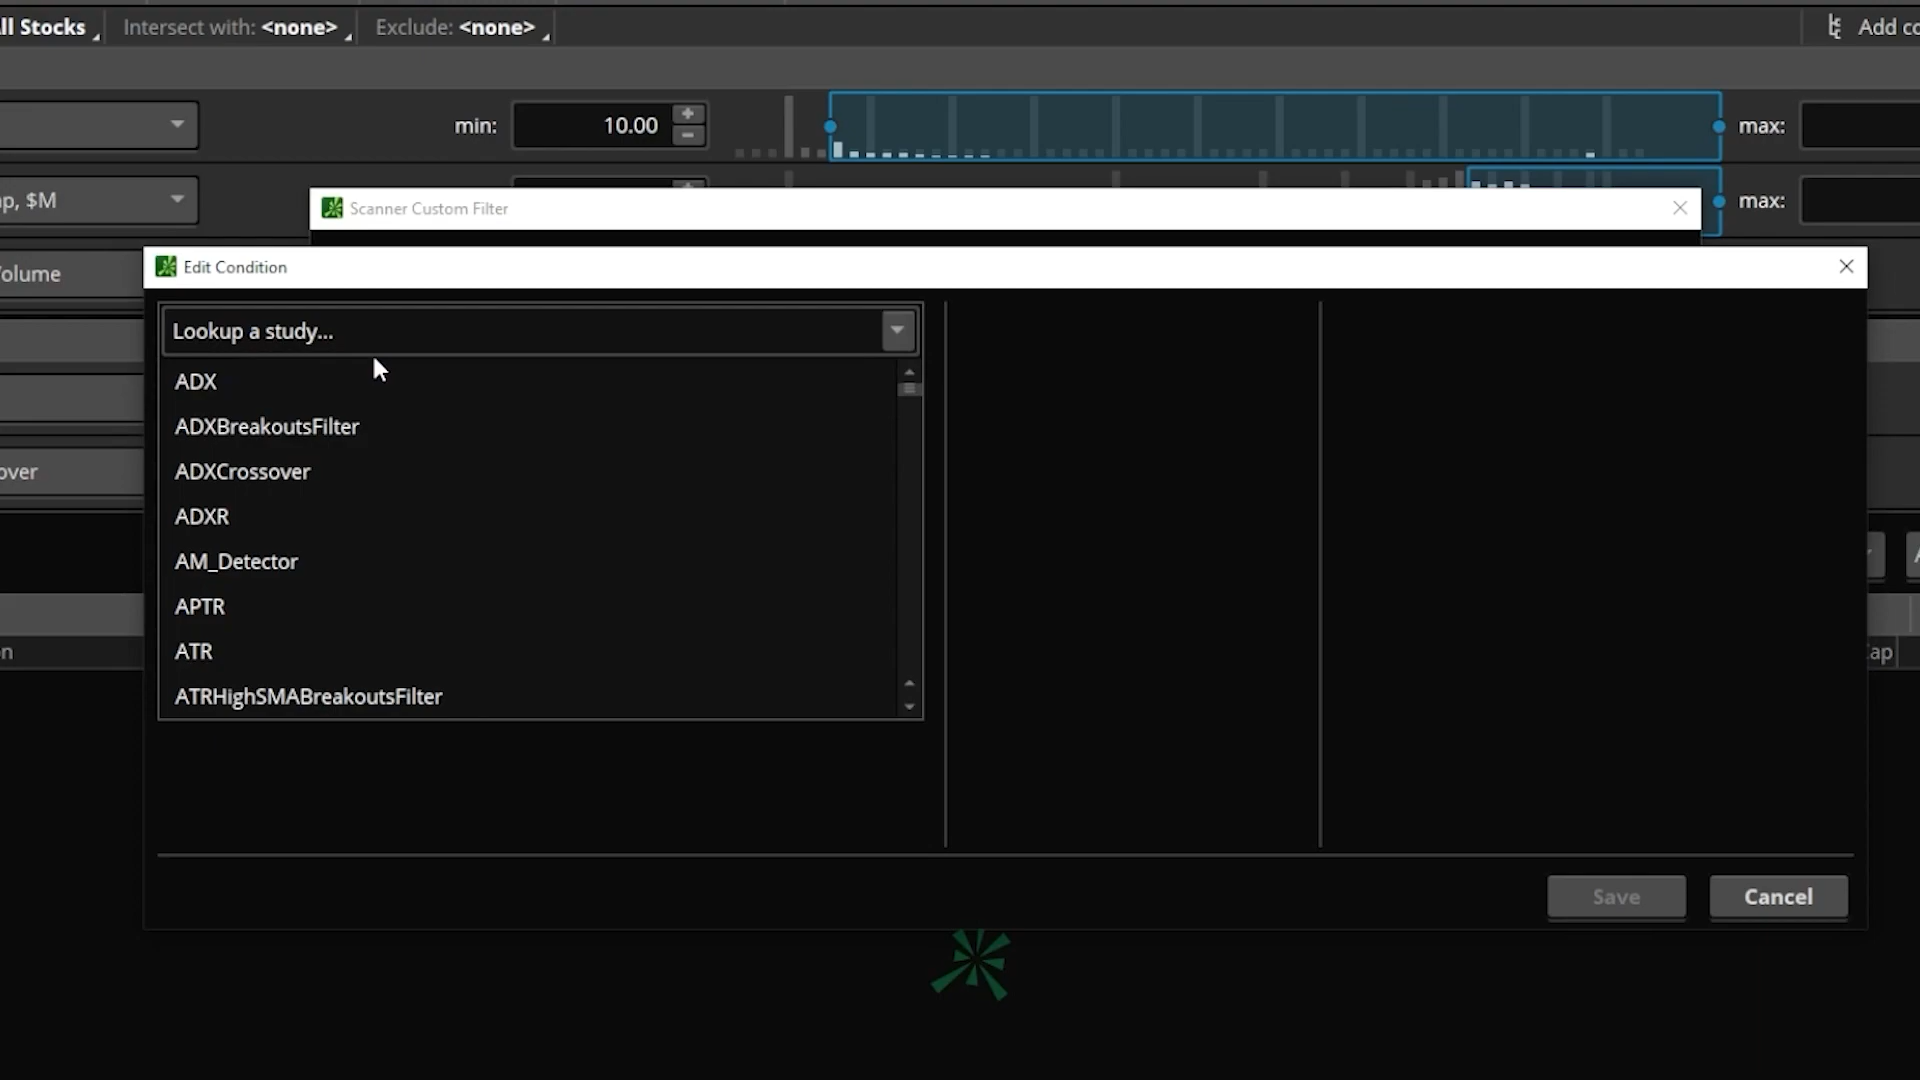 ll Stocks Intersect with: <none> Exclude: <none> Add co
min: 10.00 max:
p, $M max:
Scanner Custom Filter
Edit Condition
olume
Lookup a study...
ADX
ADXBreakoutsFilter
ADXCrossover
over
ADXR
AM_Detector
APTR
ATR
n ap
ATRHighSMABreakoutsFilter
Save Cancel